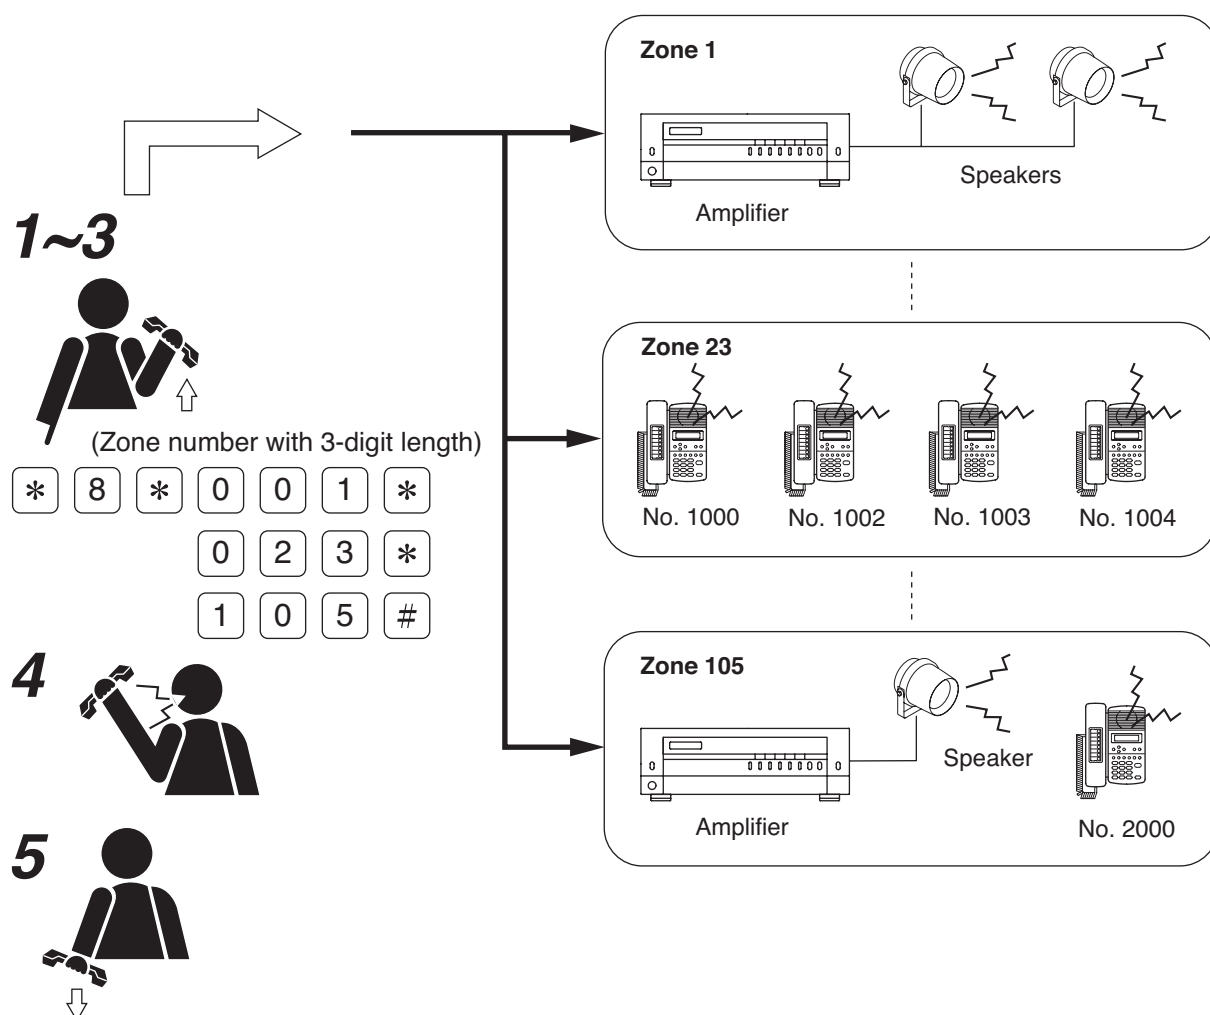 Zone 1
Speakers
Amplifier
1~3
Zone 23
(Zone number with 3-digit length)
* 8 * 0 0 1 *
No. 1000 No. 1002 No. 1003 No. 1004
0 2 3 *
1 0 5 #
4
Zone 105
Speaker
Amplifier
No. 2000
5